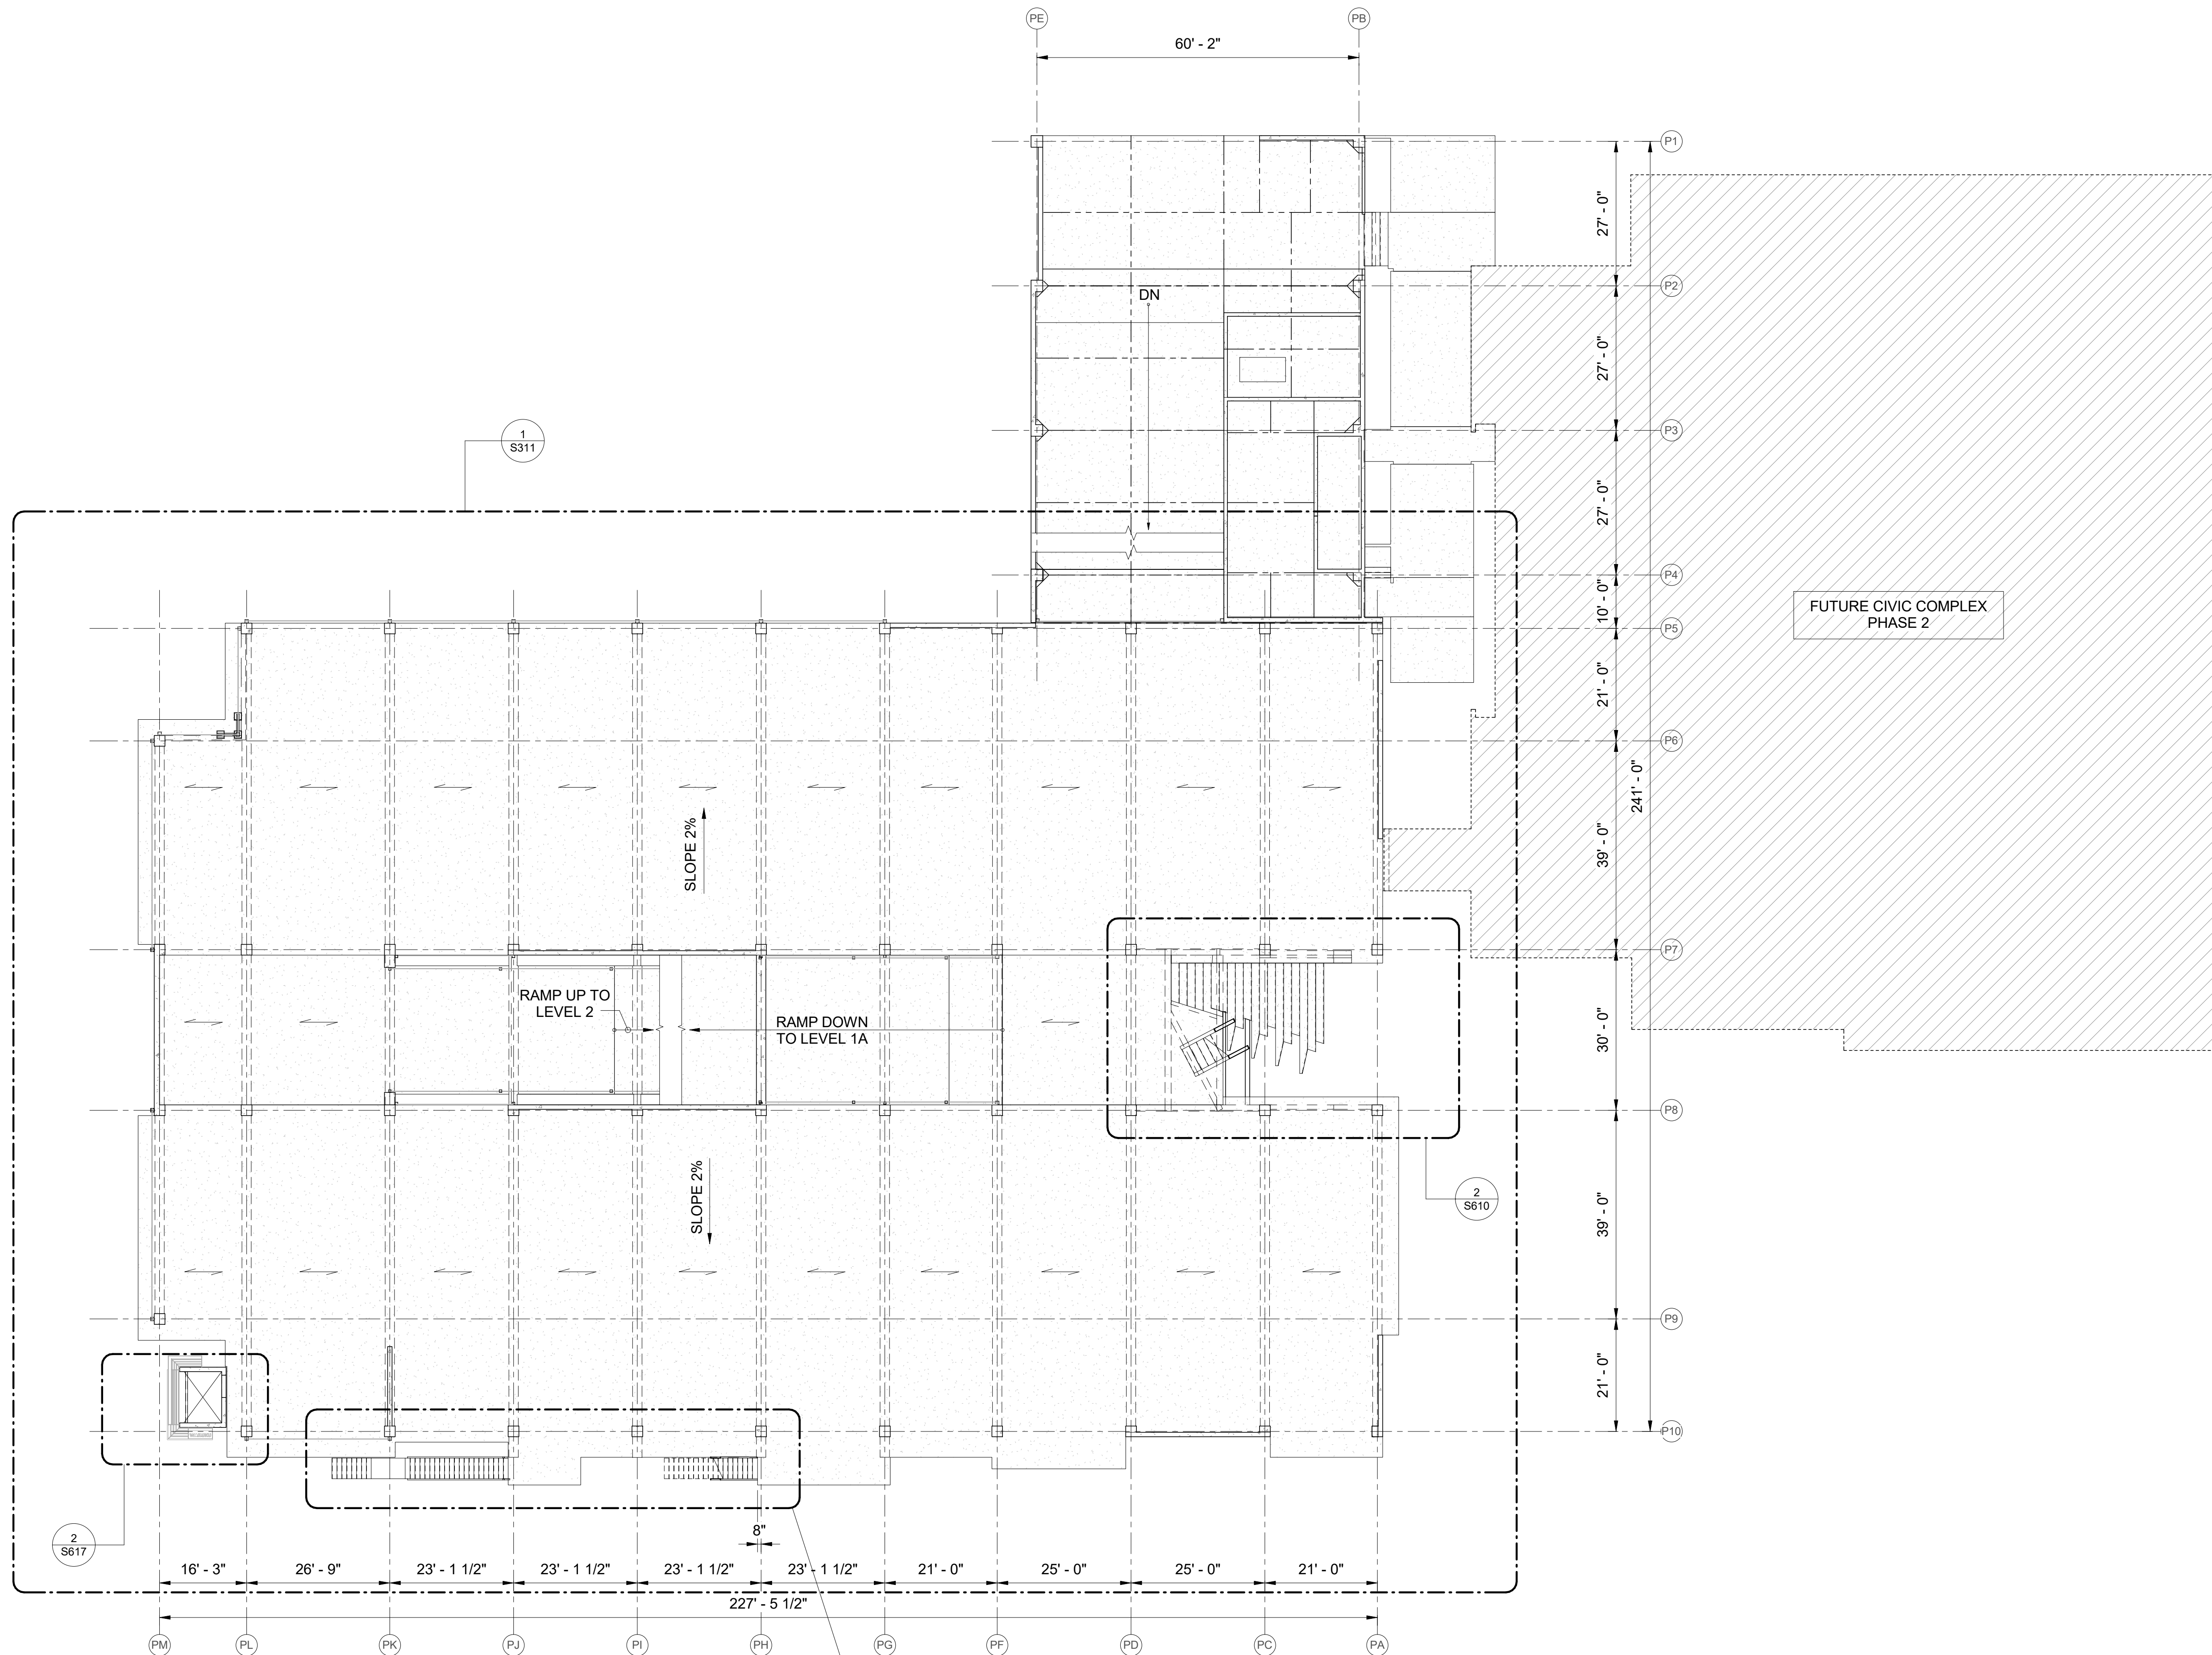 PE
PB
60' - 2"
P1
27' - 0"
P2
DN
27' - 0"
P3
1
S311
27' - 0"
P4
10' - 0"
FUTURE CIVIC COMPLEX
PHASE 2
P5
21' - 0"
P6
241' - 0"
SLOPE 2%
39' - 0"
P7
RAMP UP TO
LEVEL 2
RAMP DOWN
TO LEVEL 1A
30' - 0"
P8
SLOPE 2%
2
S610
39' - 0"
P9
21' - 0"
P10
8"
2
S617
16' - 3"
26' - 9"
23' - 1 1/2"
23' - 1 1/2"
23' - 1 1/2"
23' - 1 1/2"
21' - 0"
25' - 0"
25' - 0"
21' - 0"
227' - 5 1/2"
PM
PL
PK
PJ
PI
PH
PG
PF
PD
PC
PA